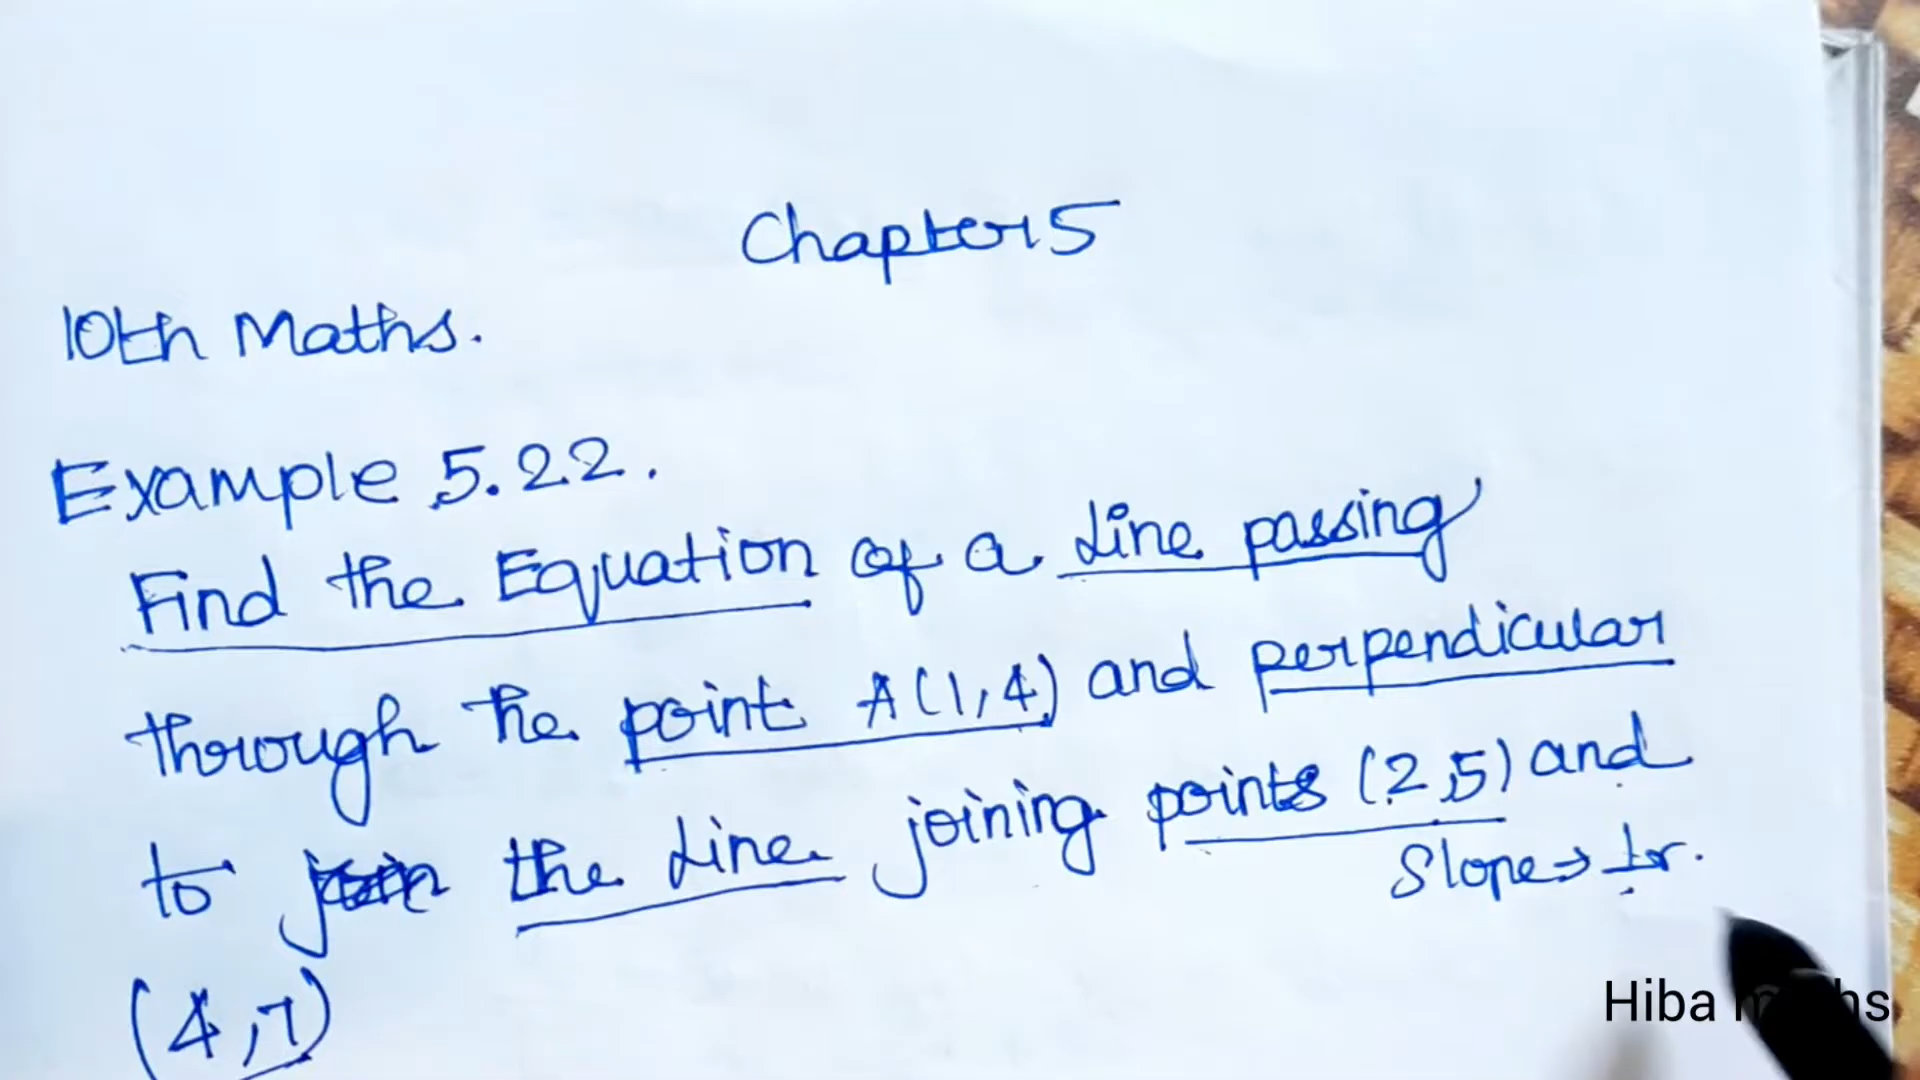 Chapter 5
10th Maths.
Example 5.22.
Find the Equation of a Line passing
through the point A(1,4) and perpendicular
to the Line joining points (2,5) and
Slope → ⊥r.
(4,7)
Hiba